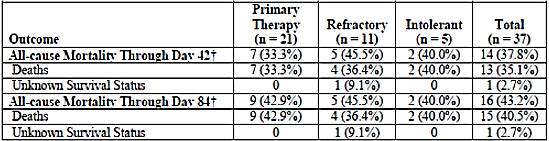 Outcome Primary Therapy (n = 21) Refractory (n = 11) Intolerant (n = 5) Total (n = 37)
All-cause Mortality Through Day 42† 7 (33.3%) 5 (45.5%) 2 (40.0%) 14 (37.8%)
Deaths 7 (33.3%) 4 (36.4%) 2 (40.0%) 13 (35.1%)
Unknown Survival Status 0 1 (9.1%) 0 1 (2.7%)
All-cause Mortality Through Day 84† 9 (42.9%) 5 (45.5%) 2 (40.0%) 16 (43.2%)
Deaths 9 (42.9%) 4 (36.4%) 2 (40.0%) 15 (40.5%)
Unknown Survival Status 0 1 (9.1%) 0 1 (2.7%)